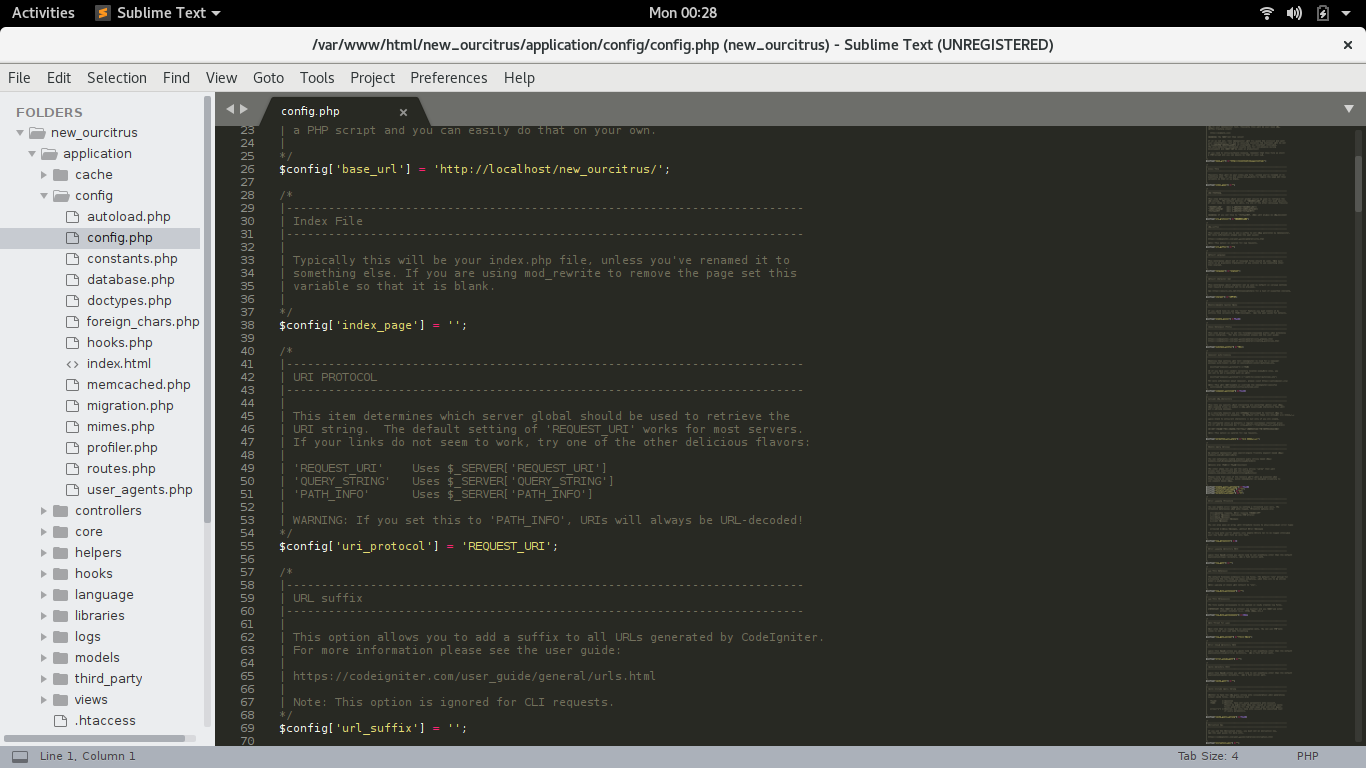 Activities Sublime Text Mon 00:28
/var/www/html/new_ourcitrus/application/config/config.php (new_ourcitrus) - Sublime Text (UNREGISTERED) ×
File Edit Selection Find View Goto Tools Project Preferences Help
FOLDERS
new_ourcitrus
application
cache
config
autoload.php
config.php
constants.php
database.php
doctypes.php
foreign_chars.php
hooks.php
<> index.html
memcached.php
migration.php
mimes.php
profiler.php
routes.php
user_agents.php
controllers
core
helpers
hooks
language
libraries
logs
models
third_party
views
.htaccess
config.php ×
23 | a PHP script and you can easily do that on your own.
24 |
25 */
26 $config['base_url'] = 'http://localhost/new_ourcitrus/';
27
28 /*
29 |--------------------------------------------------------------------------
30 | Index File
31 |--------------------------------------------------------------------------
32 |
33 | Typically this will be your index.php file, unless you've renamed it to
34 | something else. If you are using mod_rewrite to remove the page set this
35 | variable so that it is blank.
36 |
37 */
38 $config['index_page'] = '';
39
40 /*
41 |--------------------------------------------------------------------------
42 | URI PROTOCOL
43 |--------------------------------------------------------------------------
44 |
45 | This item determines which server global should be used to retrieve the
46 | URI string.  The default setting of 'REQUEST_URI' works for most servers.
47 | If your links do not seem to work, try one of the other delicious flavors:
48 |
49 | 'REQUEST_URI'    Uses $_SERVER['REQUEST_URI']
50 | 'QUERY_STRING'   Uses $_SERVER['QUERY_STRING']
51 | 'PATH_INFO'      Uses $_SERVER['PATH_INFO']
52 |
53 | WARNING: If you set this to 'PATH_INFO', URIs will always be URL-decoded!
54 */
55 $config['uri_protocol'] = 'REQUEST_URI';
56
57 /*
58 |--------------------------------------------------------------------------
59 | URL suffix
60 |--------------------------------------------------------------------------
61 |
62 | This option allows you to add a suffix to all URLs generated by CodeIgniter.
63 | For more information please see the user guide:
64 |
65 | https://codeigniter.com/user_guide/general/urls.html
66 |
67 | Note: This option is ignored for CLI requests.
68 */
69 $config['url_suffix'] = '';
70
Line 1, Column 1 Tab Size: 4 PHP